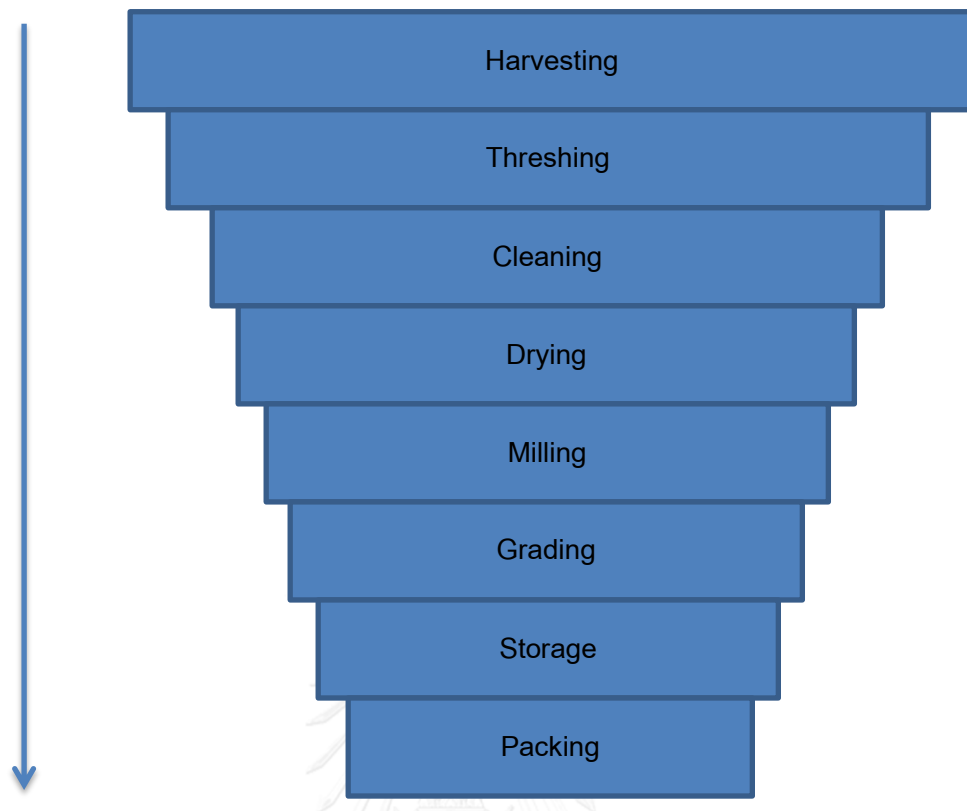 Harvesting
Threshing
Cleaning
Drying
Milling
Grading
Storage
Packing